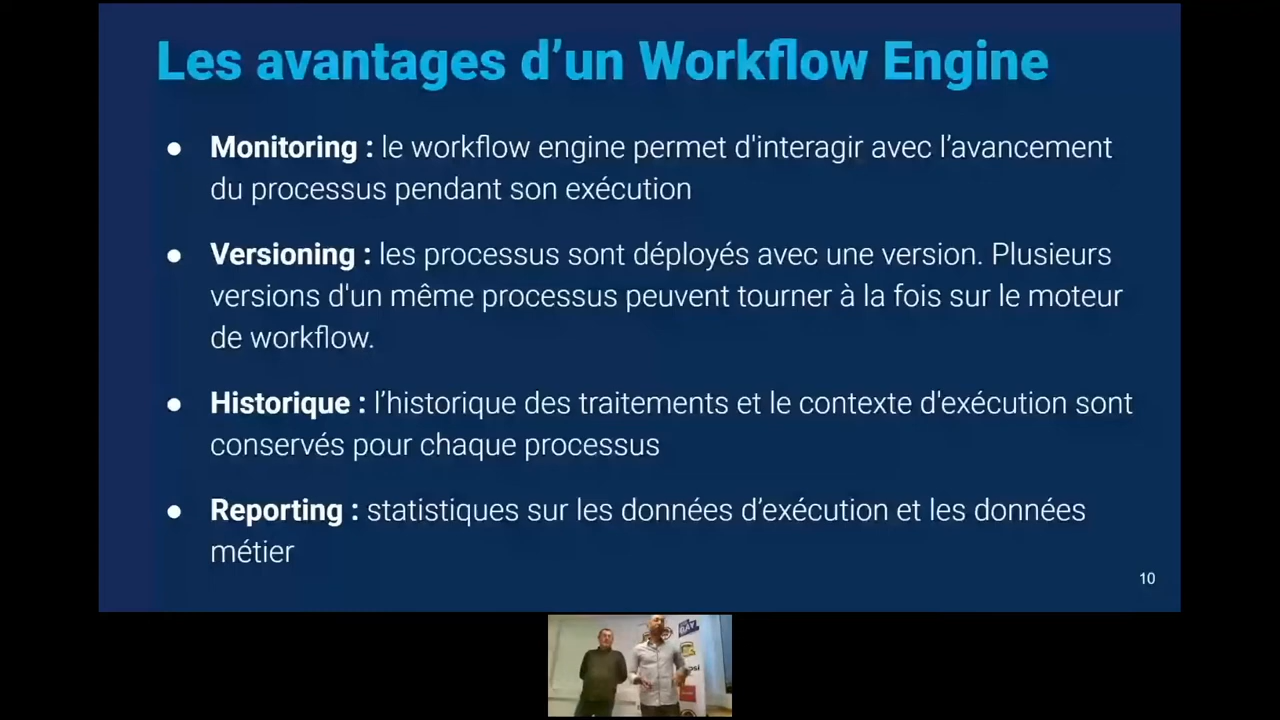 Les avantages d’un Workflow Engine
● Monitoring : le workflow engine permet d'interagir avec l’avancement
du processus pendant son exécution
● Versioning : les processus sont déployés avec une version. Plusieurs
versions d'un même processus peuvent tourner à la fois sur le moteur
de workflow.
● Historique : l’historique des traitements et le contexte d'exécution sont
conservés pour chaque processus
● Reporting : statistiques sur les données d’exécution et les données
métier
10